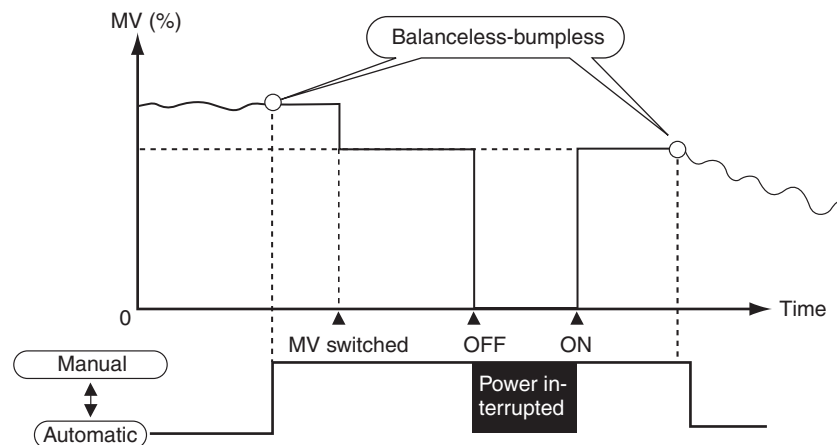 MV (%)
Balanceless-bumpless
0
Time
MV switched
OFF
ON
Manual
Power in-
terrupted
Automatic